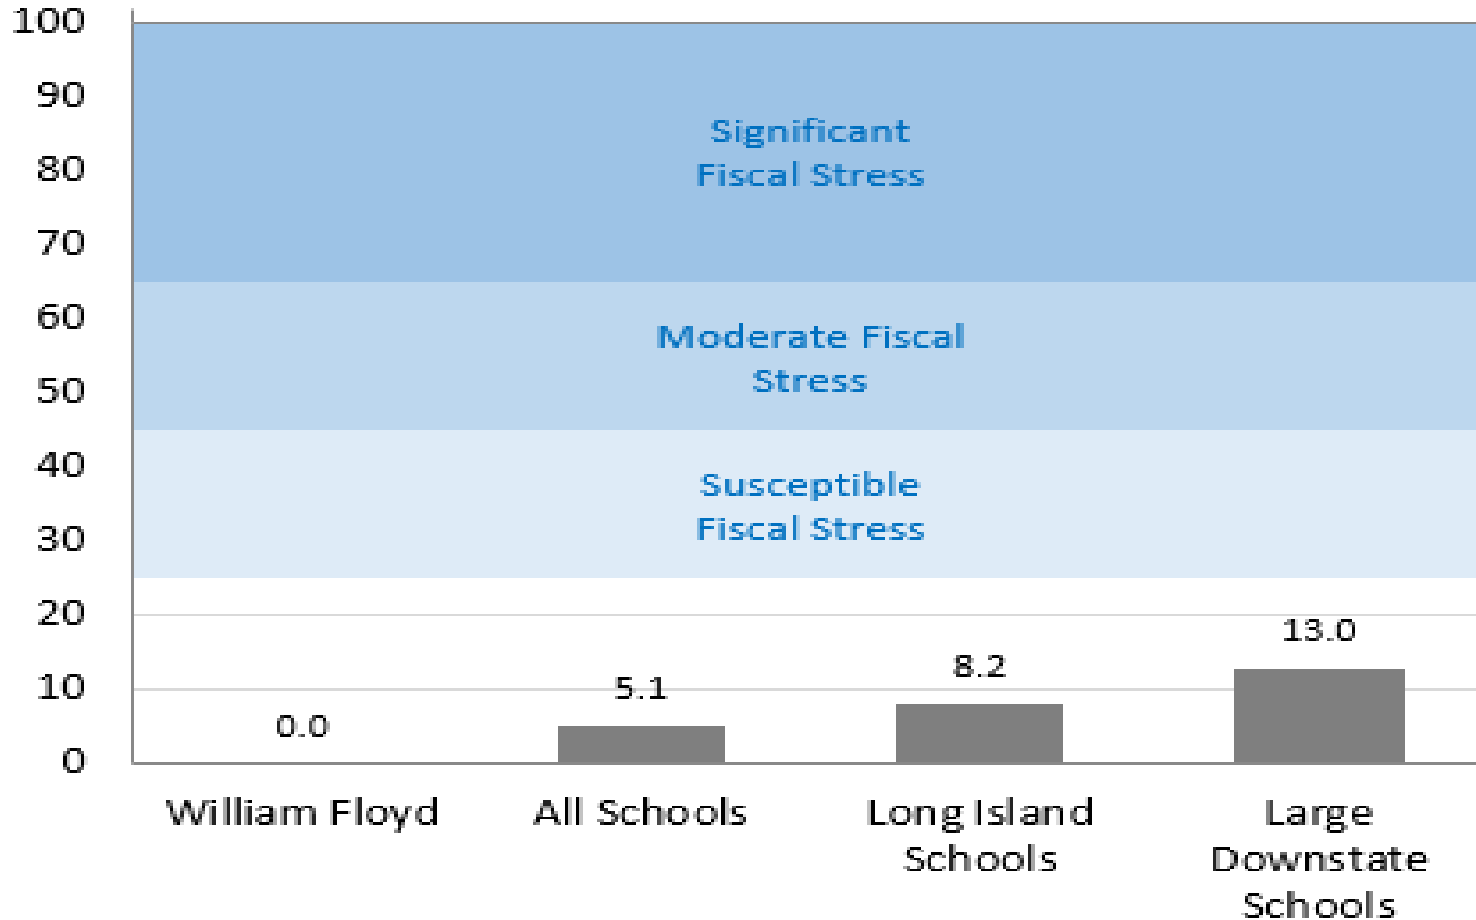 100
90
80
70
60
50
40
30
20
10
0
Significant
Fiscal Stress
Moderate Fiscal
Stress
Susceptible
Fiscal Stress
0.0
5.1
8.2
13.0
William Floyd
All Schools
Long Island
Schools
Large
Downstate
Schools